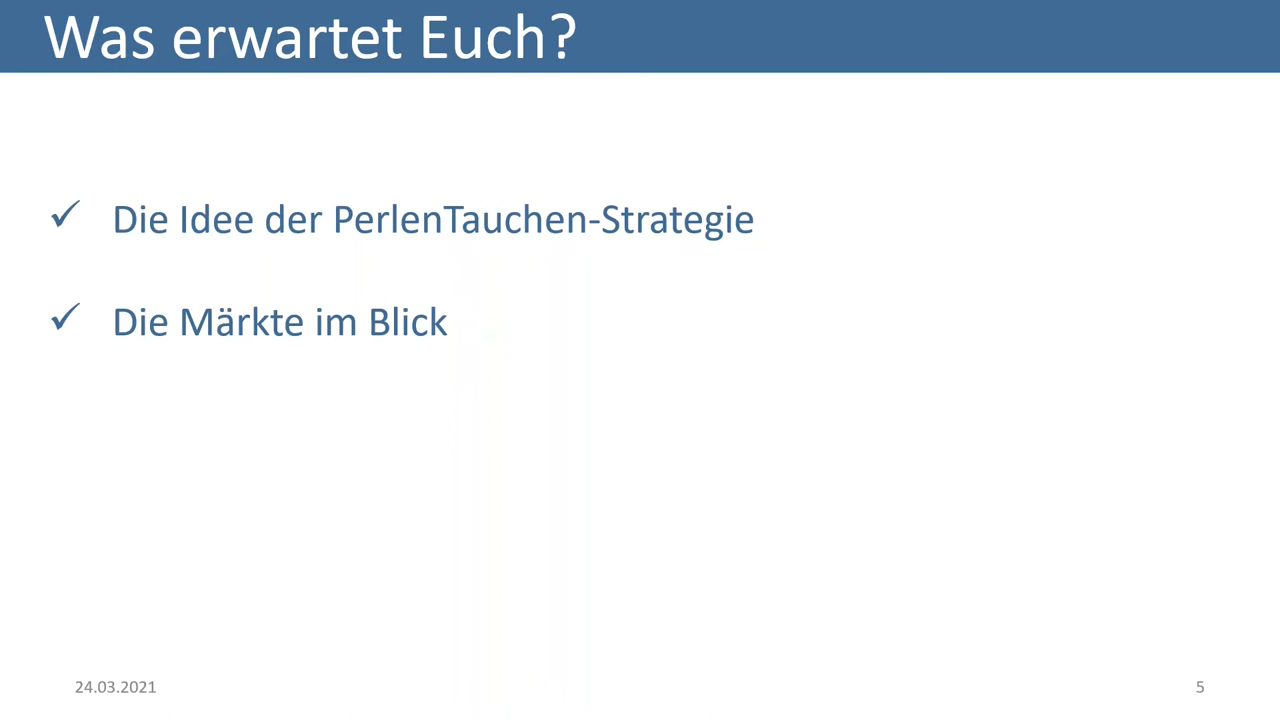 Was erwartet Euch?
✓ Die Idee der PerlenTauchen-Strategie
✓ Die Märkte im Blick
24.03.2021
5